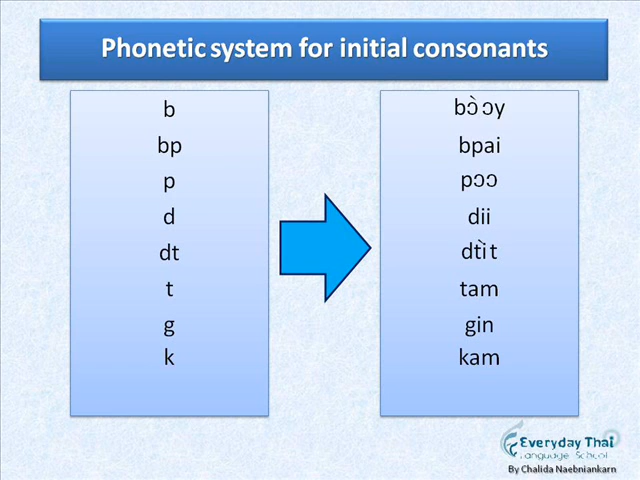 Phonetic system for initial consonants
b
bp
p
d
dt
t
g
k
bɔ̀ɔy
bpai
pɔɔ
dii
dtìt
tam
gin
kam
Everyday Thai
Language School
By Chalida Naebniankarn